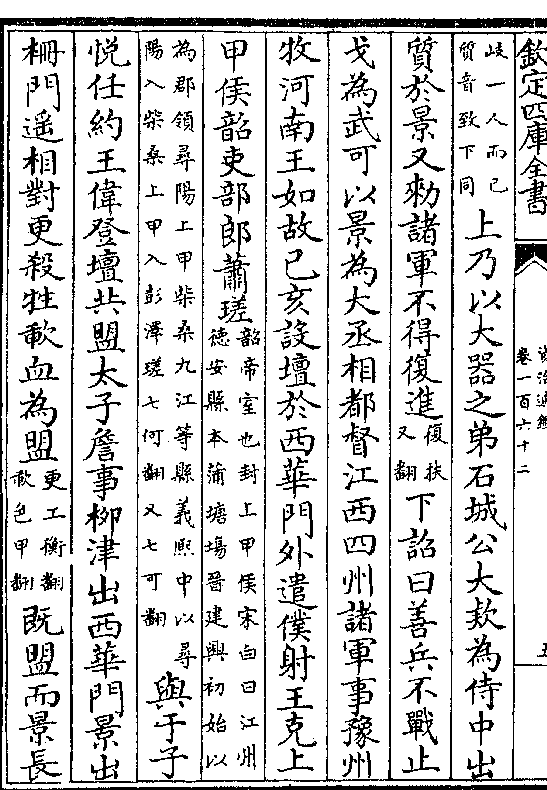 欽定四庫全書
資治通鑑
卷一百六十二
五
岐一人而已
質音致下同
上乃以大器之弟石城公大款為侍中出
質於景又勑諸軍不得復進
復扶
又翻
下詔曰善兵不戰止
戈為武可以景為大丞相都督江西四州諸軍事豫州
牧河南王如故己亥設壇於西華門外遣僕射王克上
甲侯韶吏部郎蕭瑳
韶帝室也封上甲侯宋白曰江州
德安縣本蒲塘場晉建興初始以
為郡領尋陽上甲柴桑九江等縣義熙中以尋
陽入柴桑上甲入彭澤瑳七何翻又七可翻
與于子
悅任約王偉登壇共盟太子詹事柳津出西華門景出
柵門遥相對更殺牲歃血為盟
更工衡翻
歃色甲翻
既盟而景長